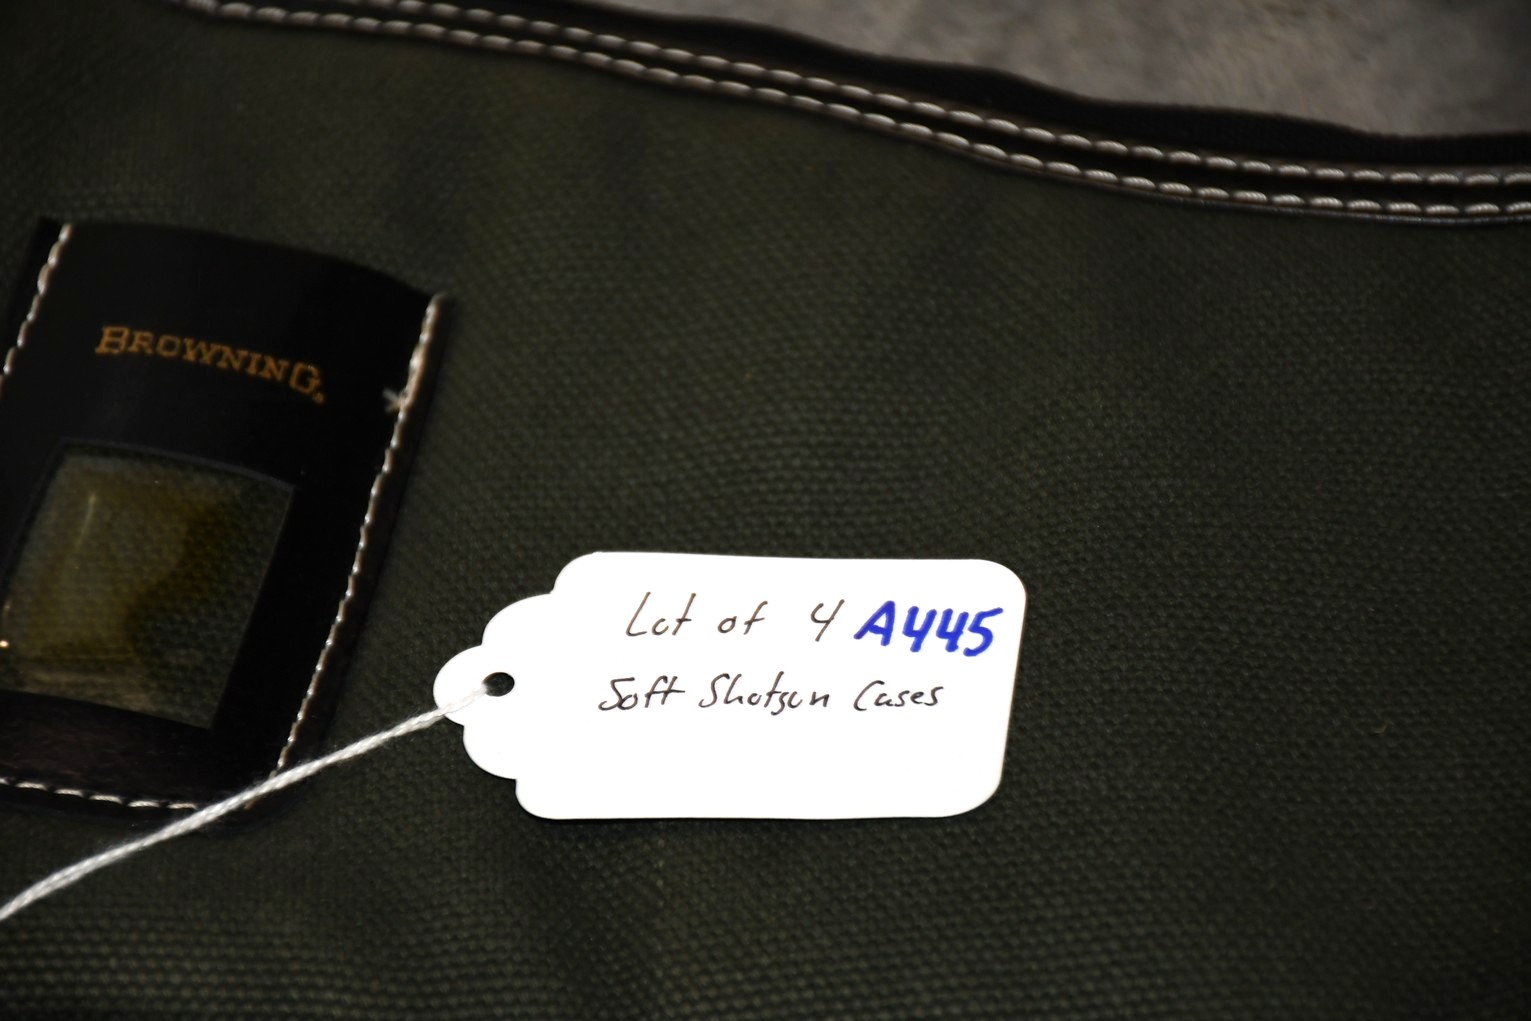 BROWNING.
Lot of 4 A445
Soft Shotgun Cases